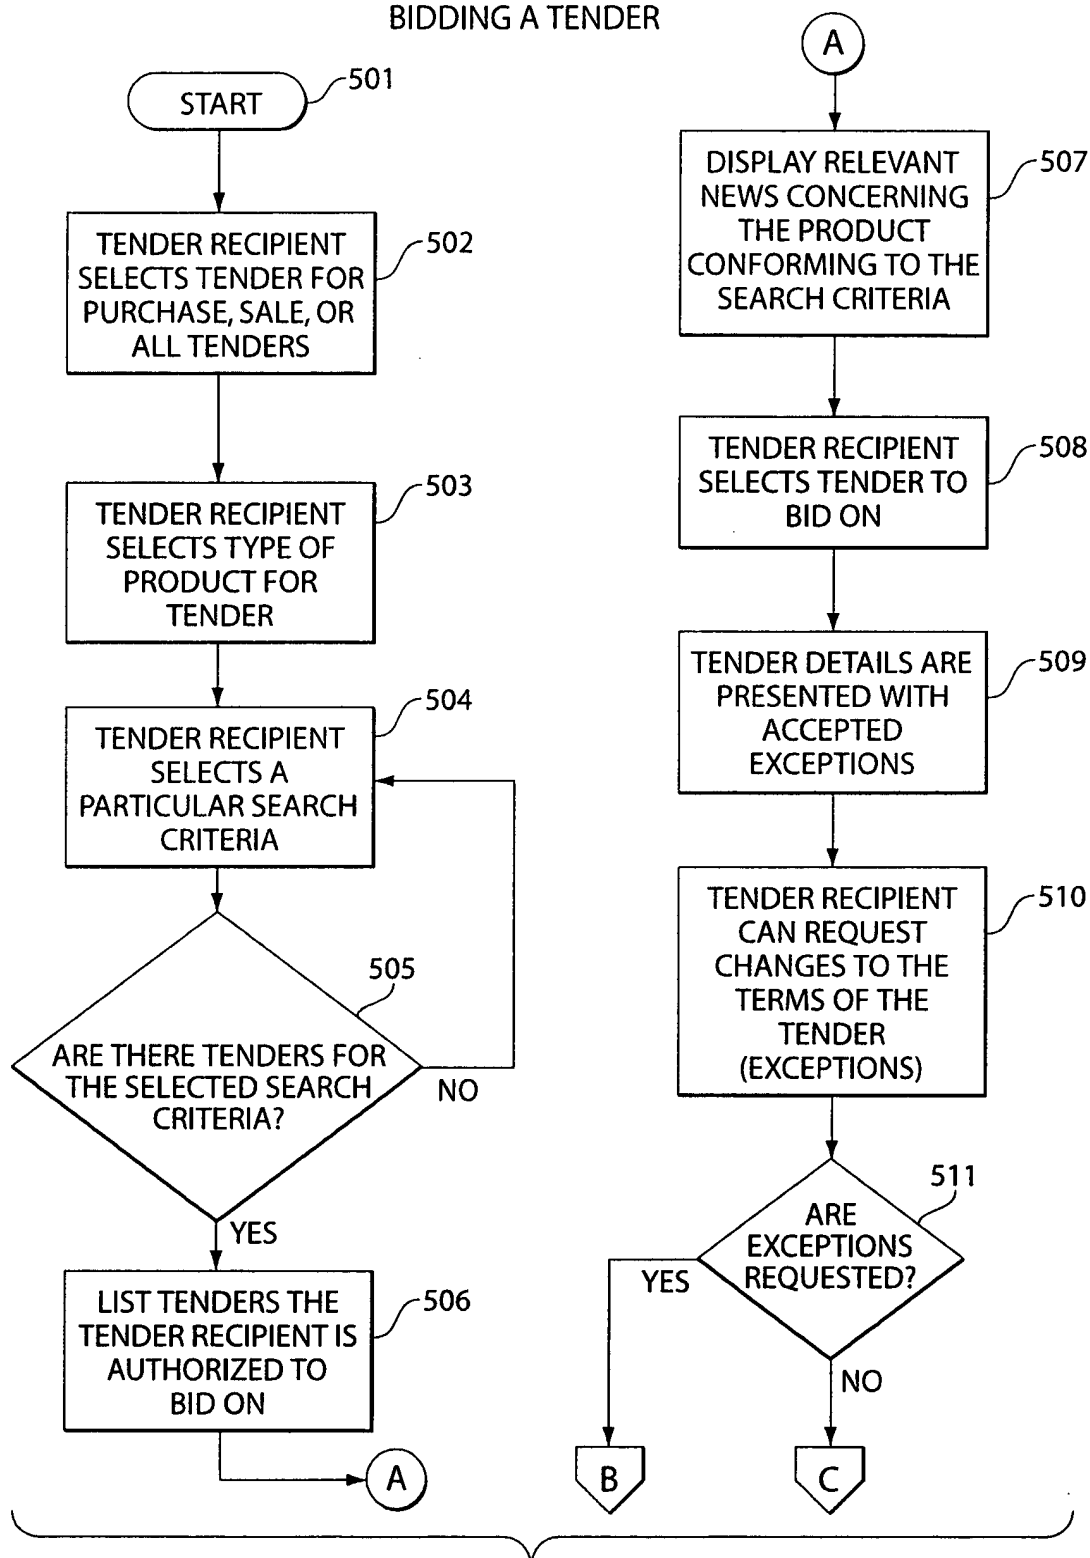 BIDDING A TENDER
START
501
TENDER RECIPIENT
SELECTS TENDER FOR
PURCHASE, SALE, OR
ALL TENDERS
502
TENDER RECIPIENT
SELECTS TYPE OF
PRODUCT FOR
TENDER
503
TENDER RECIPIENT
SELECTS A
PARTICULAR SEARCH
CRITERIA
504
505
ARE THERE TENDERS FOR
THE SELECTED SEARCH
CRITERIA?
NO
YES
LIST TENDERS THE
TENDER RECIPIENT IS
AUTHORIZED TO
BID ON
506
A
A
DISPLAY RELEVANT
NEWS CONCERNING
THE PRODUCT
CONFORMING TO THE
SEARCH CRITERIA
507
TENDER RECIPIENT
SELECTS TENDER TO
BID ON
508
TENDER DETAILS ARE
PRESENTED WITH
ACCEPTED
EXCEPTIONS
509
TENDER RECIPIENT
CAN REQUEST
CHANGES TO THE
TERMS OF THE
TENDER
(EXCEPTIONS)
510
511
ARE
EXCEPTIONS
REQUESTED?
YES
NO
B
C